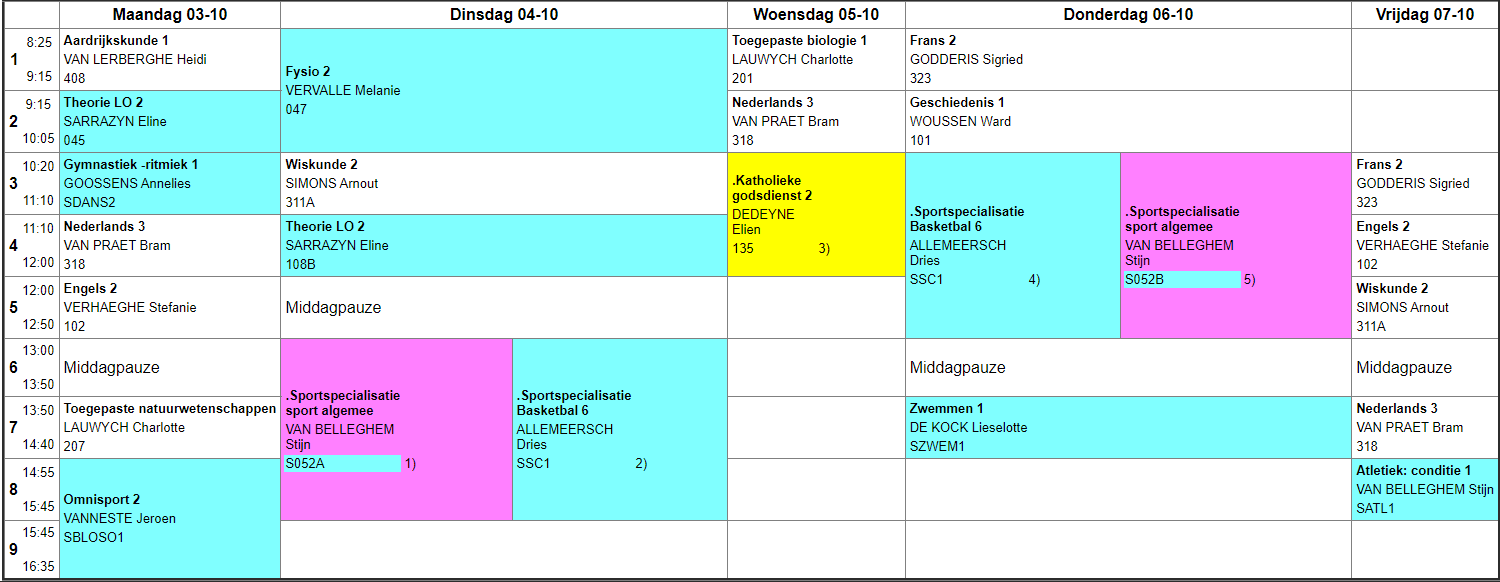 Maandag 03-10
Dinsdag 04-10
Woensdag 05-10
Donderdag 06-10
Vrijdag 07-10
1
8:25
9:15
Aardrijkskunde 1
VAN LERBERGHE Heidi
408
Fysio 2
VERVALLE Melanie
047
Toegepaste biologie 1
LAUWYCH Charlotte
201
Frans 2
GODDERIS Sigried
323
2
9:15
10:05
Theorie LO 2
SARRAZYN Eline
045
Nederlands 3
VAN PRAET Bram
318
Geschiedenis 1
WOUSSEN Ward
101
3
10:20
11:10
Gymnastiek -ritmiek 1
GOOSSENS Annelies
SDANS2
Wiskunde 2
SIMONS Arnout
311A
.Katholieke
godsdienst 2
DEDEYNE
Elien
135 3)
.Sportspecialisatie
Basketbal 6
ALLEMEERSCH
Dries
SSC1 4)
.Sportspecialisatie
sport algemee
VAN BELLEGHEM
Stijn
S052B 5)
Frans 2
GODDERIS Sigried
323
4
11:10
12:00
Nederlands 3
VAN PRAET Bram
318
Theorie LO 2
SARRAZYN Eline
108B
Engels 2
VERHAEGHE Stefanie
102
5
12:00
12:50
Engels 2
VERHAEGHE Stefanie
102
Middagpauze
Wiskunde 2
SIMONS Arnout
311A
6
13:00
13:50
Middagpauze
.Sportspecialisatie
sport algemee
VAN BELLEGHEM
Stijn
S052A 1)
.Sportspecialisatie
Basketbal 6
ALLEMEERSCH
Dries
SSC1 2)
Middagpauze
Middagpauze
7
13:50
14:40
Toegepaste natuurwetenschappen
LAUWYCH Charlotte
207
Zwemmen 1
DE KOCK Lieselotte
SZWEM1
Nederlands 3
VAN PRAET Bram
318
8
14:55
15:45
Omnisport 2
VANNESTE Jeroen
SBLOSO1
Atletiek: conditie 1
VAN BELLEGHEM Stijn
SATL1
9
15:45
16:35